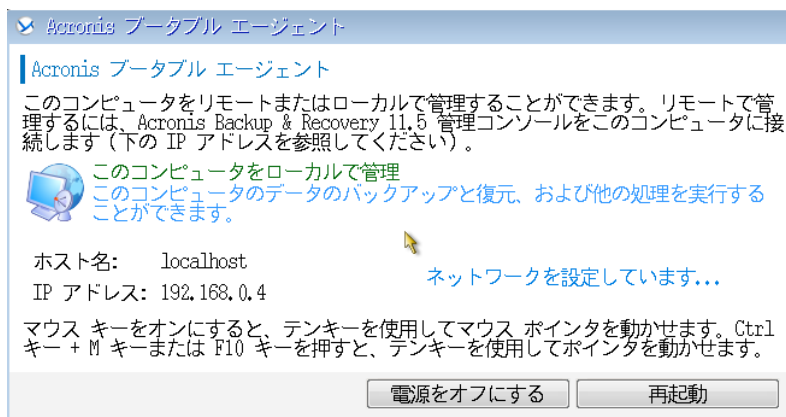 Acronis ブータブル エージェント
Acronis ブータブル エージェント
このコンピュータをリモートまたはローカルで管理することができます。リモートで管
理するには、Acronis Backup & Recovery 11.5 管理コンソールをこのコンピュータに接
続します（下の IP アドレスを参照してください）。
このコンピュータをローカルで管理
このコンピュータのデータのバックアップと復元、および他の処理を実行する
ことができます。
ホスト名: localhost
ネットワークを設定しています...
IP アドレス: 192.168.0.4
マウス キーをオンにすると、テンキーを使用してマウス ポインタを動かせます。Ctrl
キー + M キーまたは F10 キーを押すと、テンキーを使用してポインタを動かせます。
電源をオフにする 再起動